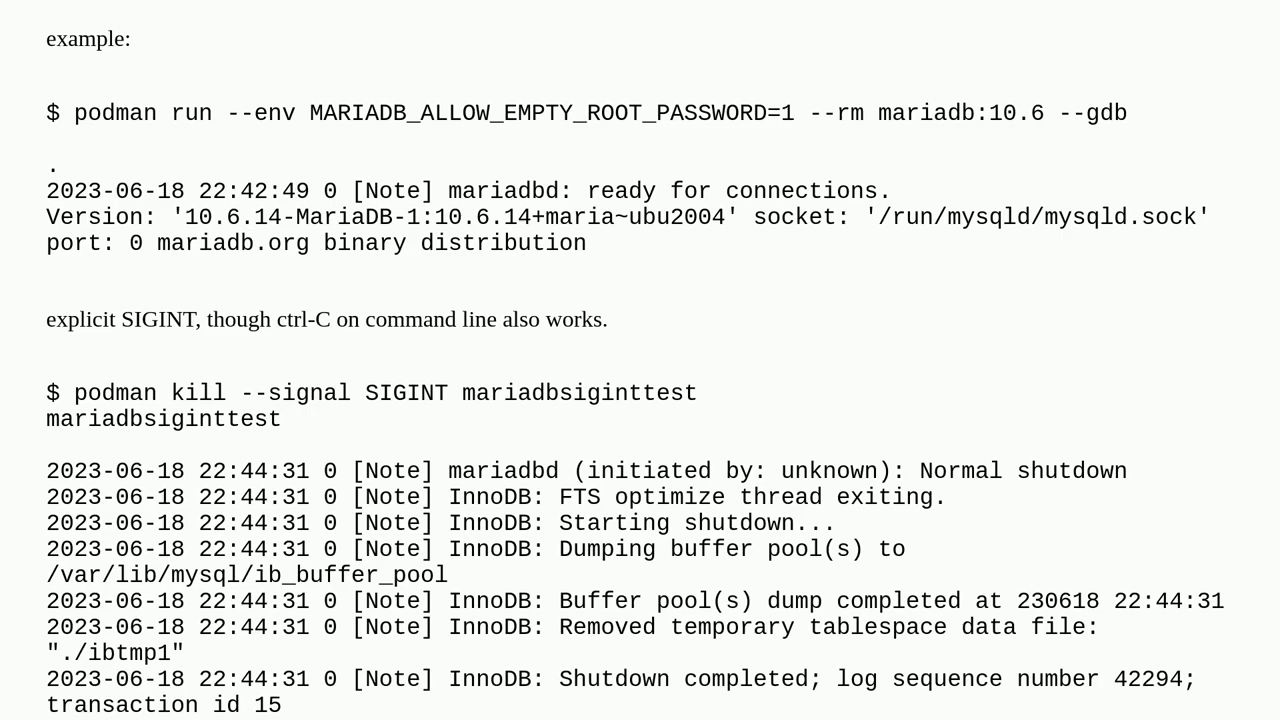 example:
$ podman run --env MARIADB_ALLOW_EMPTY_ROOT_PASSWORD=1 --rm mariadb:10.6 --gdb
.
2023-06-18 22:42:49 0 [Note] mariadbd: ready for connections.
Version: '10.6.14-MariaDB-1:10.6.14+maria~ubu2004' socket: '/run/mysqld/mysqld.sock'
port: 0 mariadb.org binary distribution
explicit SIGINT, though ctrl-C on command line also works.
$ podman kill --signal SIGINT mariadbsiginttest
mariadbsiginttest
2023-06-18 22:44:31 0 [Note] mariadbd (initiated by: unknown): Normal shutdown
2023-06-18 22:44:31 0 [Note] InnoDB: FTS optimize thread exiting.
2023-06-18 22:44:31 0 [Note] InnoDB: Starting shutdown...
2023-06-18 22:44:31 0 [Note] InnoDB: Dumping buffer pool(s) to
/var/lib/mysql/ib_buffer_pool
2023-06-18 22:44:31 0 [Note] InnoDB: Buffer pool(s) dump completed at 230618 22:44:31
2023-06-18 22:44:31 0 [Note] InnoDB: Removed temporary tablespace data file:
"./ibtmp1"
2023-06-18 22:44:31 0 [Note] InnoDB: Shutdown completed; log sequence number 42294;
transaction id 15